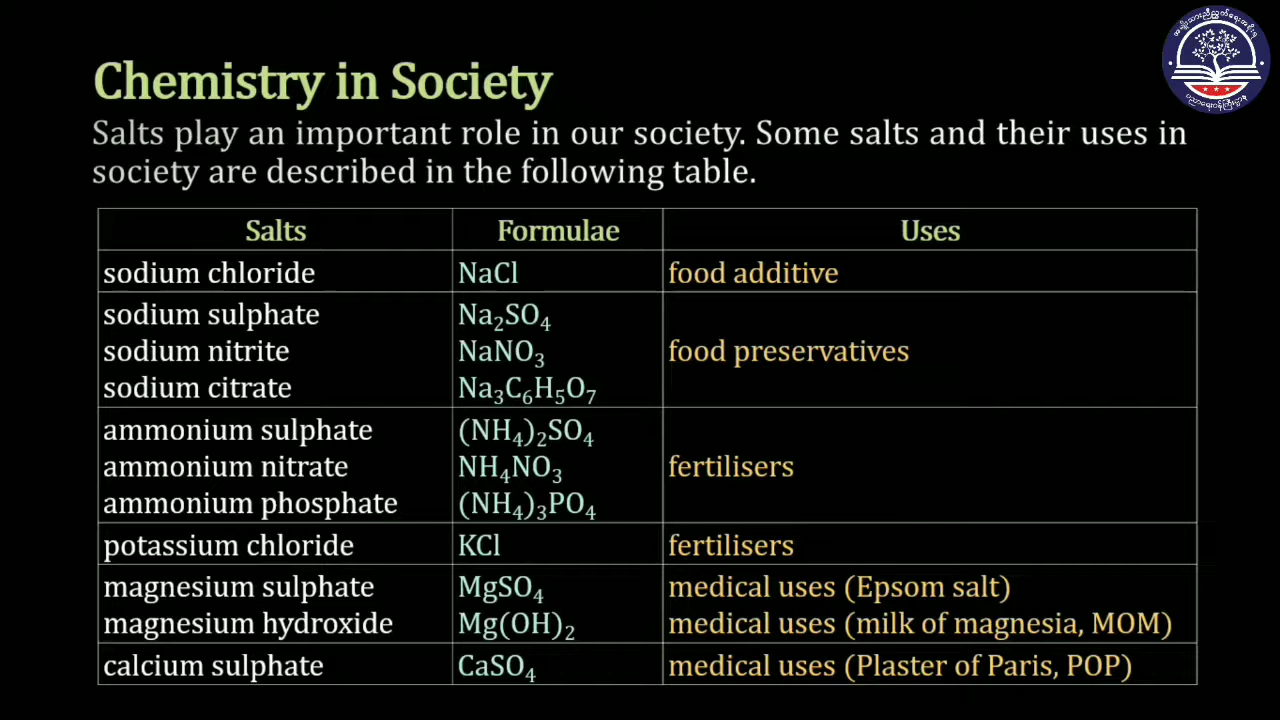 Chemistry in Society
Salts play an important role in our society. Some salts and their uses in
society are described in the following table.
Salts Formulae Uses
sodium chloride NaCl food additive
sodium sulphate Na₂SO₄
sodium nitrite NaNO₃ food preservatives
sodium citrate Na₃C₆H₅O₇
ammonium sulphate (NH₄)₂SO₄
ammonium nitrate NH₄NO₃ fertilisers
ammonium phosphate (NH₄)₃PO₄
potassium chloride KCl fertilisers
magnesium sulphate MgSO₄ medical uses (Epsom salt)
magnesium hydroxide Mg(OH)₂ medical uses (milk of magnesia, MOM)
calcium sulphate CaSO₄ medical uses (Plaster of Paris, POP)